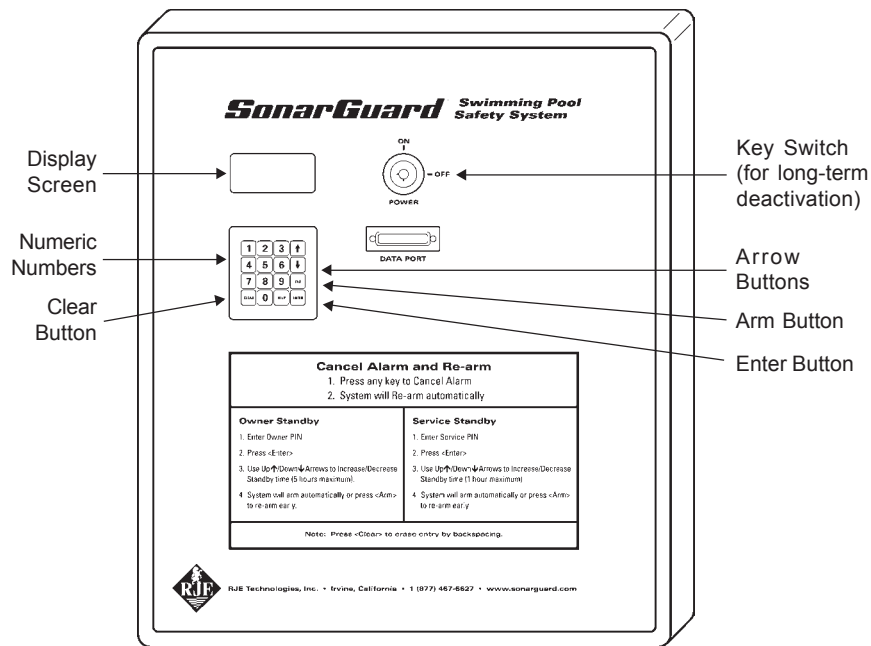 SonarGuard Swimming Pool
Safety System
Display
Screen
ON
OFF
POWER
Key Switch
(for long-term
deactivation)
Numeric
Numbers
1 2 3 ↑
4 5 6 ↓
7 8 9
0
DATA PORT
Clear
Button
Arrow
Buttons
Arm Button
Enter Button
Cancel Alarm and Re-arm
1. Press any key to Cancel Alarm
2. System will Re-arm automatically
Owner Standby
1. Enter Owner PIN
2. Press <Enter>
3. Use Up↑/Down↓Arrows to Increase/Decrease
Standby time (5 hours maximum).
4 System will arm automatically or press <Arm>
to re-arm early.
Service Standby
1. Enter Service PIN
2. Press <Enter>
3. Use Up↑/Down↓Arrows to Increase/Decrease
Standby time (1 hour maximum)
4 System will arm automatically or press <Arm>
to re-arm early
Note: Press <Clear> to erase entry by backspacing.
RJE
RJE Technologies, Inc. • Irvine, California • 1 (877) 467-6627 • www.sonarguard.com